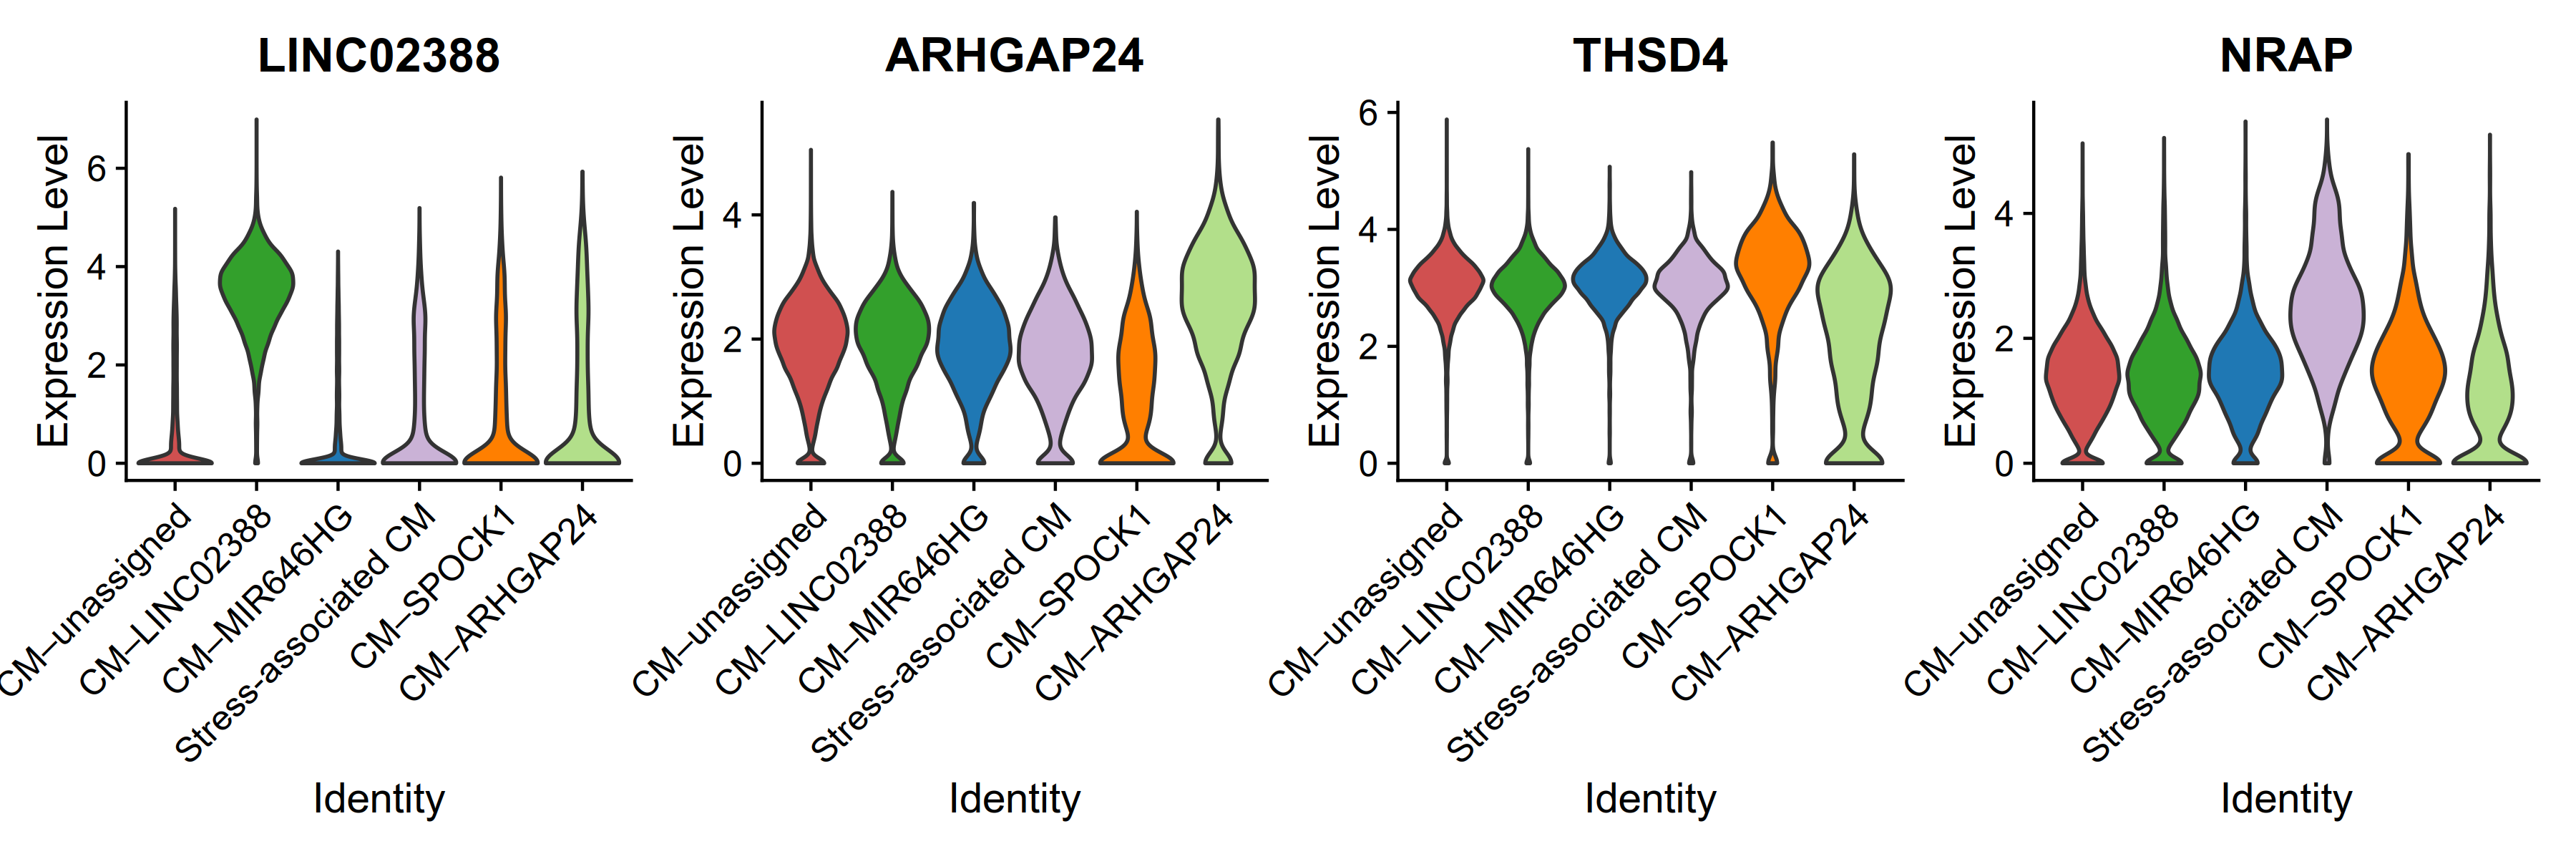 LINC02388
Expression Level
6
4
2
0
CM–unassigned
CM–LINC02388
CM–MIR646HG
Stress-associated CM
CM–SPOCK1
CM–ARHGAP24
Identity
ARHGAP24
Expression Level
4
2
0
CM–unassigned
CM–LINC02388
CM–MIR646HG
Stress-associated CM
CM–SPOCK1
CM–ARHGAP24
Identity
THSD4
Expression Level
6
4
2
0
CM–unassigned
CM–LINC02388
CM–MIR646HG
Stress-associated CM
CM–SPOCK1
CM–ARHGAP24
Identity
NRAP
Expression Level
4
2
0
CM–unassigned
CM–LINC02388
CM–MIR646HG
Stress-associated CM
CM–SPOCK1
CM–ARHGAP24
Identity